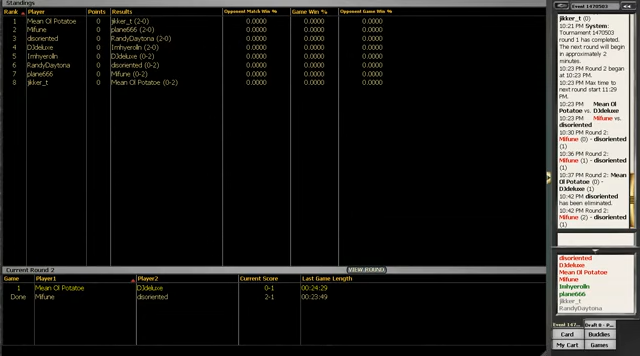 Standings
Event 1470503
Rank Player Points Results Opponent Match Win % Game Win % Opponent Game Win %
1 Mean Ol Potatoe 0 jikker_t (2-0) 0.0000 0.0000 0.0000
2 Mifune 0 plane666 (2-0) 0.0000 0.0000 0.0000
3 disoriented 0 RandyDaytona (2-0) 0.0000 0.0000 0.0000
4 DJdeluxe 0 Imhyerolln (2-0) 0.0000 0.0000 0.0000
5 Imhyerolln 0 DJdeluxe (0-2) 0.0000 0.0000 0.0000
6 RandyDaytona 0 disoriented (0-2) 0.0000 0.0000 0.0000
7 plane666 0 Mifune (0-2) 0.0000 0.0000 0.0000
8 jikker_t 0 Mean Ol Potatoe (0-2) 0.0000 0.0000 0.0000
jikker_t (0)
10:21 PM System:
Tournament 1470503
round 1 has completed.
The next round will
begin in approximately 2
minutes.
10:23 PM Round 2 began
at 10:23 PM.
10:23 PM Max time to
next round start 11:29
PM.
10:23 PM Mean Ol
Potatoe vs. DJdeluxe
10:23 PM Mifune vs.
disoriented
10:30 PM Round 2:
Mifune (0) - disoriented
(1)
10:36 PM Round 2:
Mifune (1) - disoriented
(1)
10:37 PM Round 2: Mean
Ol Potatoe (0) -
DJdeluxe (1)
10:42 PM disoriented
has been eliminated.
10:42 PM Round 2:
Mifune (2) - disoriented
(1)
disoriented
DJdeluxe
Mean Ol Potatoe
Mifune
Imhyerolln
plane666
jikker_t
RandyDaytona
Current Round 2
VIEW ROUND
Game Player1 Player2 Current Score Last Game Length
1 Mean Ol Potatoe DJdeluxe 0-1 00:24:29
Done Mifune disoriented 2-1 00:23:49
Event 147... Draft 8 - P...
Card Buddies
My Cart Games